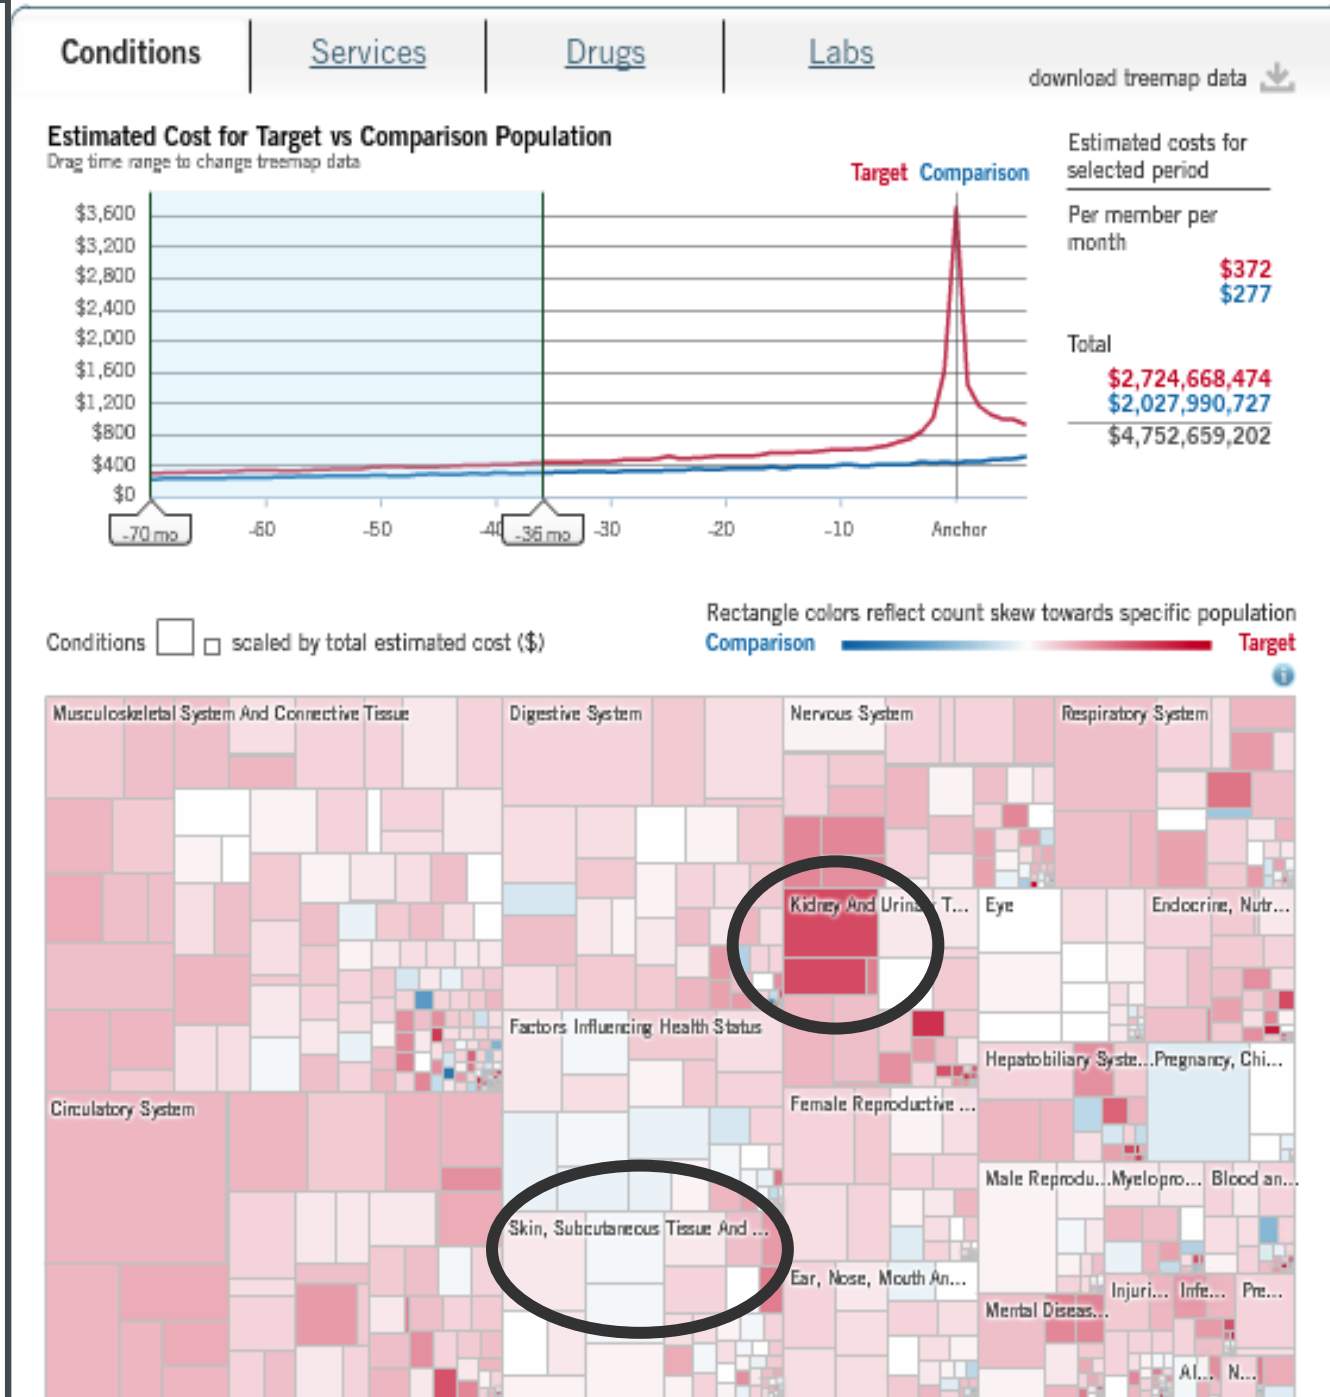 Conditions
Services
Drugs
Labs
download treemap data
Estimated Cost for Target vs Comparison Population
Drag time range to change treemap data
Target Comparison
$3,600
$3,200
$2,800
$2,400
$2,000
$1,600
$1,200
$800
$400
$0
-70 mo
-60
-50
-40
-36 mo
-30
-20
-10
Anchor
Estimated costs for
selected period
Per member per
month
$372
$277
Total
$2,724,668,474
$2,027,990,727
$4,752,659,202
Conditions scaled by total estimated cost ($)
Rectangle colors reflect count skew towards specific population
Comparison Target
i
Musculoskeletal System And Connective Tissue
Digestive System
Nervous System
Respiratory System
Kidney And Urinary T...
Eye
Endocrine, Nutr...
Factors Influencing Health Status
Hepatobiliary Syste...
Pregnancy, Chi...
Circulatory System
Female Reproductive ...
Male Reprodu...
Myelopro...
Blood an...
Skin, Subcutaneous Tissue And ...
Ear, Nose, Mouth An...
Injuri...
Infe...
Pre...
Mental Diseas...
Al...
N...